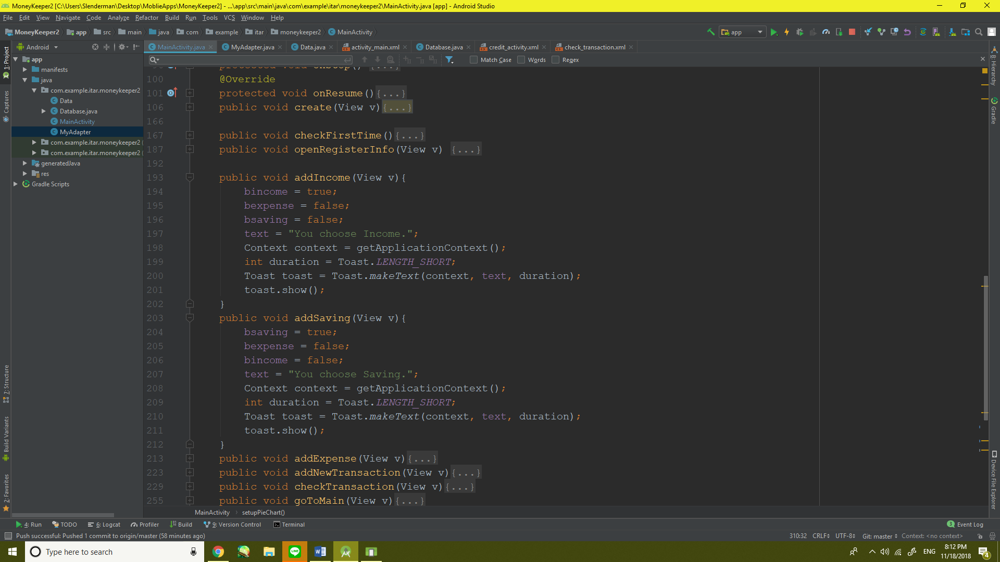 MoneyKeeper2 [C:\Users\Slenderman\Desktop\MoblieApps\MoneyKeeper2] - ...\app\src\main\java\com\example\itar\moneykeeper2\MainActivity.java [app] - Android Studio
File Edit View Navigate Code Analyze Refactor Build Run Tools VCS Window Help
MoneyKeeper2 app src main java com example itar moneykeeper2 MainActivity app
Android
MainActivity.java MyAdapter.java Data.java activity_main.xml Database.java credit_activity.xml check_transaction.xml
Match Case Words Regex
1: Project
Captures
7: Structure
Build Variants
2: Favorites
app
manifests
java
com.example.itar.moneykeeper2
Data
Database.java
MainActivity
MyAdapter
com.example.itar.moneykeeper2 (
com.example.itar.moneykeeper2 (
generatedJava
res
Gradle Scripts
100 @Override
101 protected void onResume(){...}
106 public void create(View v){...}
166
167 public void checkFirstTime(){...}
187 public void openRegisterInfo(View v) {...}
192
193 public void addIncome(View v){
194 bincome = true;
195 bexpense = false;
196 bsaving = false;
197 text = "You choose Income.";
198 Context context = getApplicationContext();
199 int duration = Toast.LENGTH_SHORT;
200 Toast toast = Toast.makeText(context, text, duration);
201 toast.show();
202 }
203 public void addSaving(View v){
204 bsaving = true;
205 bexpense = false;
206 bincome = false;
207 text = "You choose Saving.";
208 Context context = getApplicationContext();
209 int duration = Toast.LENGTH_SHORT;
210 Toast toast = Toast.makeText(context, text, duration);
211 toast.show();
212 }
213 public void addExpense(View v){...}
223 public void addNewTransaction(View v){...}
229 public void checkTransaction(View v){...}
255 public void goToMain(View v){...}
8: Hierarchy
Gradle
Device File Explorer
MainActivity setupPieChart()
4: Run TODO 6: Logcat Profiler Build 9: Version Control Terminal 3 Event Log
Push successful: Pushed 1 commit to origin/master (58 minutes ago) 310:32 CRLF UTF-8 Git: master Context: <no context>
Type here to search
LINE
ENG
8:12 PM
11/18/2018
4